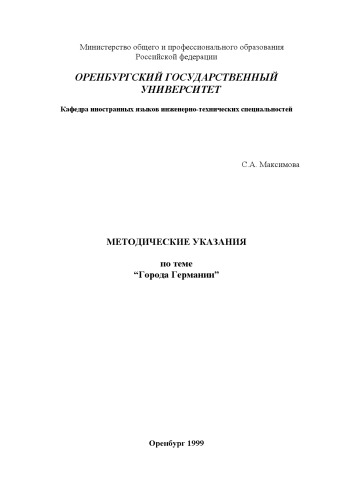 Министерство общего и профессионального образования
Российской федерации
ОРЕНБУРГСКИЙ ГОСУДАРСТВЕННЫЙ
УНИВЕРСИТЕТ
Кафедра иностранных языков инженерно-технических специальностей
С.А. Максимова
МЕТОДИЧЕСКИЕ УКАЗАНИЯ
по теме
“Города Германии”
Оренбург 1999